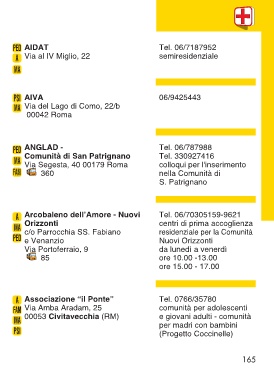 PED AIDAT
A Via al IV Miglio, 22
MA
Tel. 06/7187952
semiresidenziale
PSI AIVA
MA Via del Lago di Como, 22/b
00042 Roma
06/9425443
PED ANGLAD -
MA Comunità di San Patrignano
FAM Via Segesta, 40 00179 Roma
360
Tel. 06/787988
Tel. 330927416
colloqui per l'inserimento
nella Comunità di
S. Patrignano
A Arcobaleno dell'Amore - Nuovi
MA Orizzonti
PED c/o Parrocchia SS. Fabiano
e Venanzio
Via Portoferraio, 9
85
Tel. 06/70305159-9621
centri di prima accoglienza
residenziale per la Comunità
Nuovi Orizzonti
da lunedì a venerdì
ore 10.00 -13.00
ore 15.00 - 17.00
A Associazione “il Ponte”
FAM Via Amba Aradam, 25
MA 00053 Civitavecchia (RM)
PSI
Tel. 0766/35780
comunità per adolescenti
e giovani adulti - comunità
per madri con bambini
(Progetto Coccinelle)
165